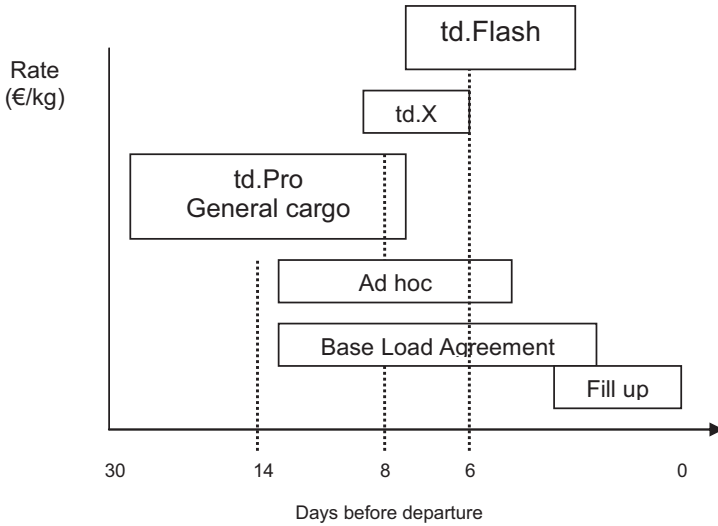 td.Flash
Rate
(€/kg)
td.X
td.Pro
General cargo
Ad hoc
Base Load Agreement
Fill up
30
14
8
6
0
Days before departure